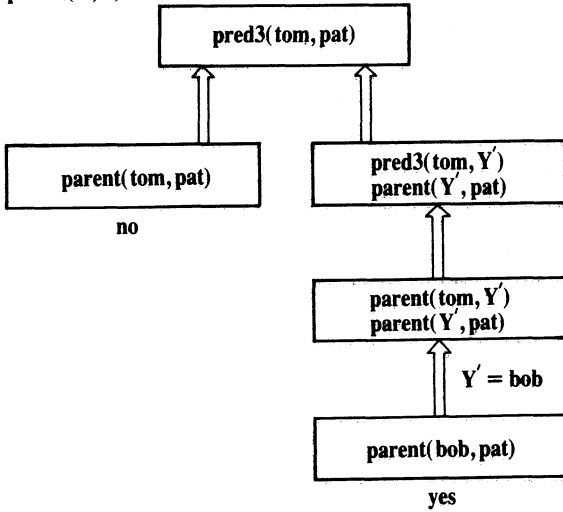 pred3(tom,pat)
parent(tom,pat)
no
pred3(tom,Y′)
parent(Y′,pat)
parent(tom,Y′)
parent(Y′,pat)
Y′ = bob
parent(bob,pat)
yes